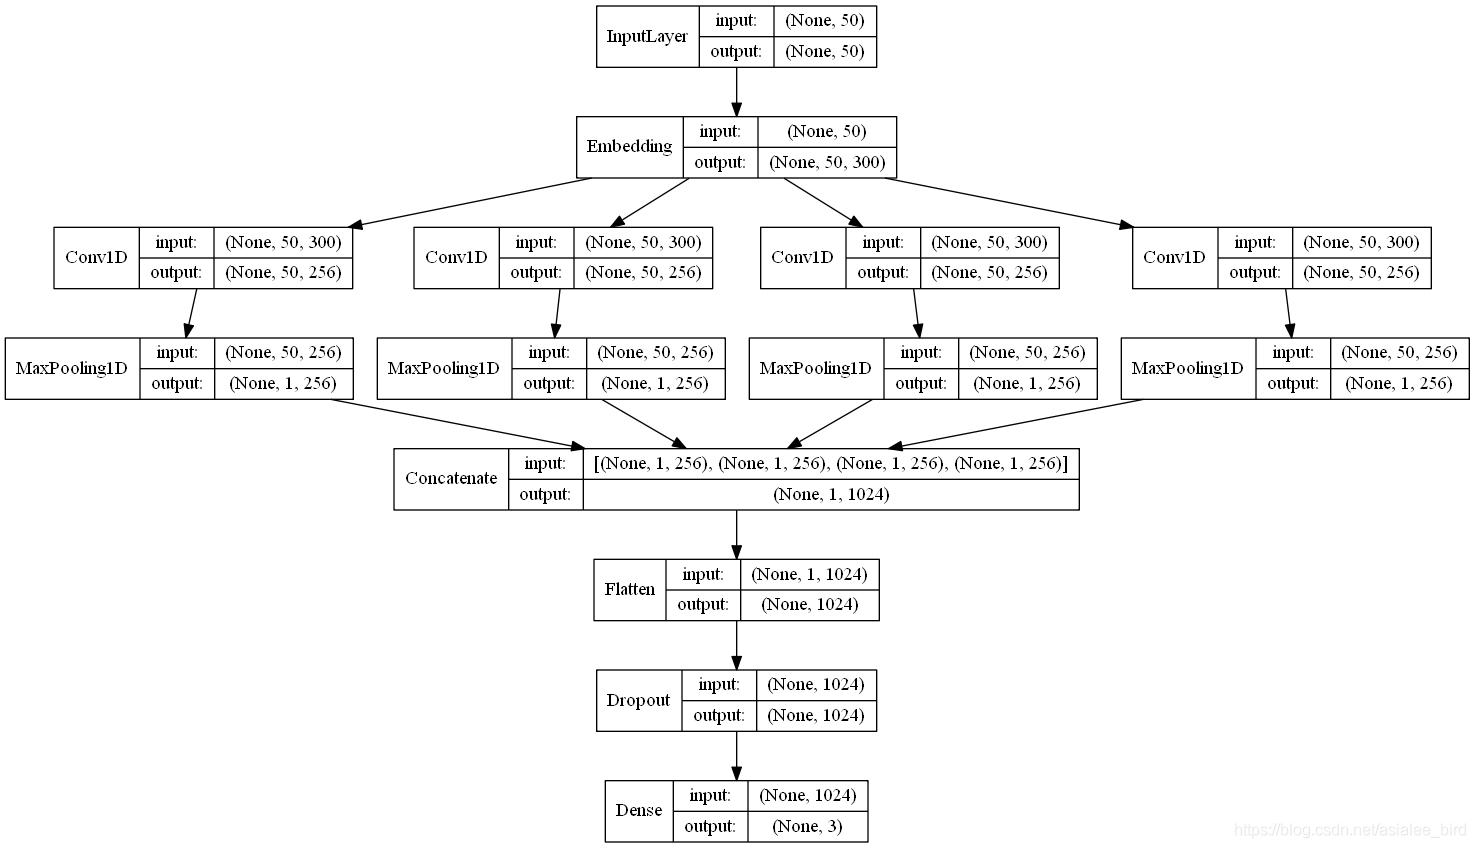 InputLayer
input: (None, 50)
output: (None, 50)
Embedding
input: (None, 50)
output: (None, 50, 300)
Conv1D
input: (None, 50, 300)
output: (None, 50, 256)
Conv1D
input: (None, 50, 300)
output: (None, 50, 256)
Conv1D
input: (None, 50, 300)
output: (None, 50, 256)
Conv1D
input: (None, 50, 300)
output: (None, 50, 256)
MaxPooling1D
input: (None, 50, 256)
output: (None, 1, 256)
MaxPooling1D
input: (None, 50, 256)
output: (None, 1, 256)
MaxPooling1D
input: (None, 50, 256)
output: (None, 1, 256)
MaxPooling1D
input: (None, 50, 256)
output: (None, 1, 256)
Concatenate
input: [(None, 1, 256), (None, 1, 256), (None, 1, 256), (None, 1, 256)]
output: (None, 1, 1024)
Flatten
input: (None, 1, 1024)
output: (None, 1024)
Dropout
input: (None, 1024)
output: (None, 1024)
Dense
input: (None, 1024)
output: (None, 3)
https://blog.csdn.net/asialee_bird